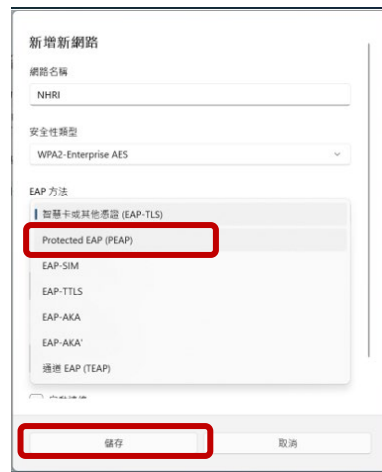 新增新網路
網路名稱
NHRI
安全性類型
WPA2-Enterprise AES
EAP 方法
智慧卡或其他憑證 (EAP-TLS)
Protected EAP (PEAP)
EAP-SIM
EAP-TTLS
EAP-AKA
EAP-AKA'
通道 EAP (TEAP)
儲存
取消